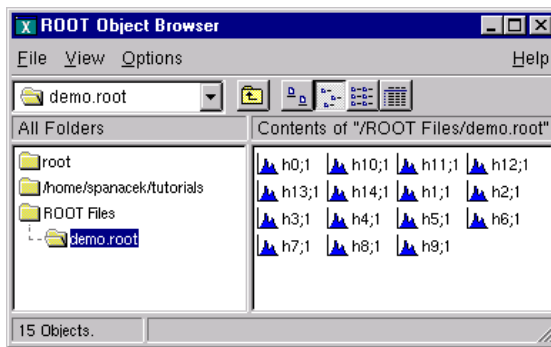 ROOT Object Browser
File View Options Help
demo.root
All Folders Contents of "/ROOT Files/demo.root"
root
/home/spanacek/tutorials
ROOT Files
demo.root
h0;1 h10;1 h11;1 h12;1
h13;1 h14;1 h1;1 h2;1
h3;1 h4;1 h5;1 h6;1
h7;1 h8;1 h9;1
15 Objects.